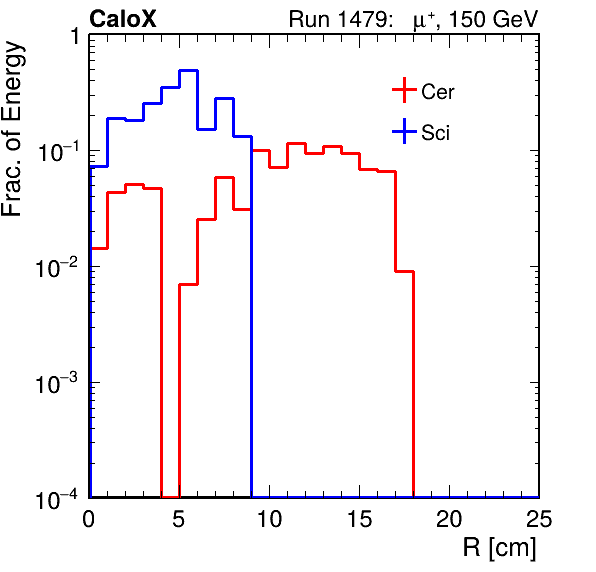 CaloX Run 1479: μ⁺, 150 GeV
Frac. of Energy
1
10⁻¹
10⁻²
10⁻³
10⁻⁴
Cer
Sci
0 5 10 15 20 25
R [cm]